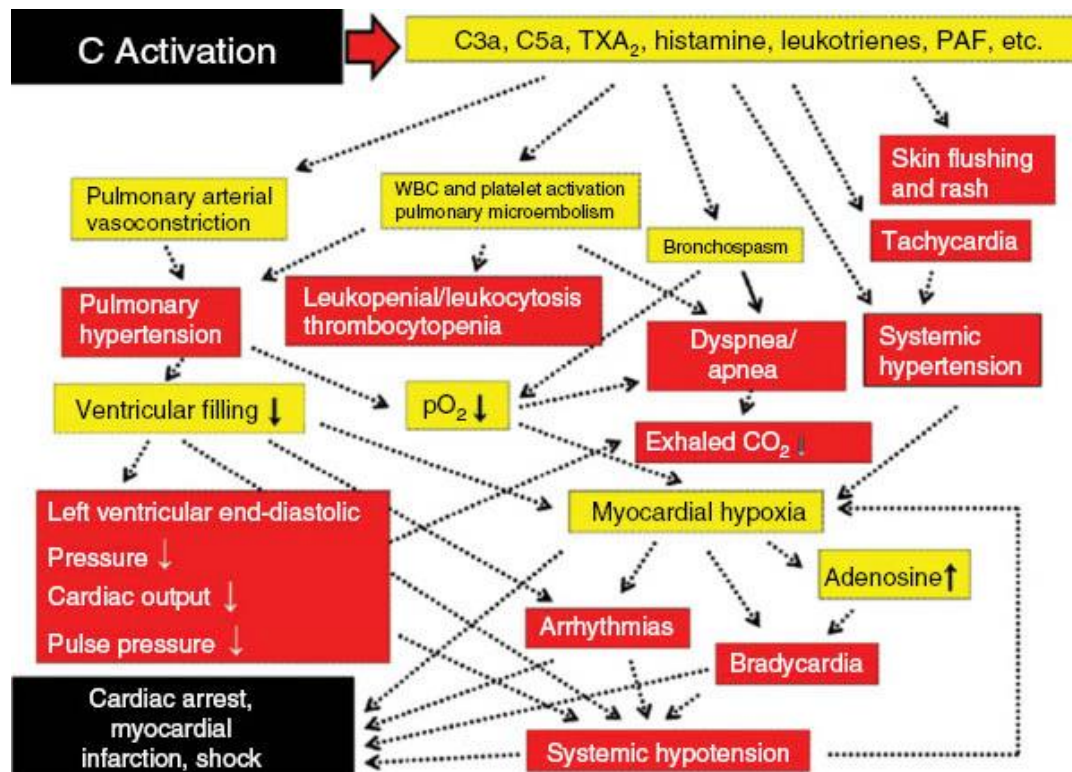 C Activation
C3a, C5a, TXA₂, histamine, leukotrienes, PAF, etc.
Skin flushing
and rash
Pulmonary arterial
vasoconstriction
WBC and platelet activation
pulmonary microembolism
Bronchospasm
Tachycardia
Pulmonary
hypertension
Leukopenial/leukocytosis
thrombocytopenia
Dyspnea/
apnea
Systemic
hypertension
Ventricular filling ↓
pO₂ ↓
Exhaled CO₂ ↓
Left ventricular end-diastolic
Pressure ↓
Cardiac output ↓
Pulse pressure ↓
Myocardial hypoxia
Adenosine ↑
Arrhythmias
Bradycardia
Cardiac arrest,
myocardial
infarction, shock
Systemic hypotension